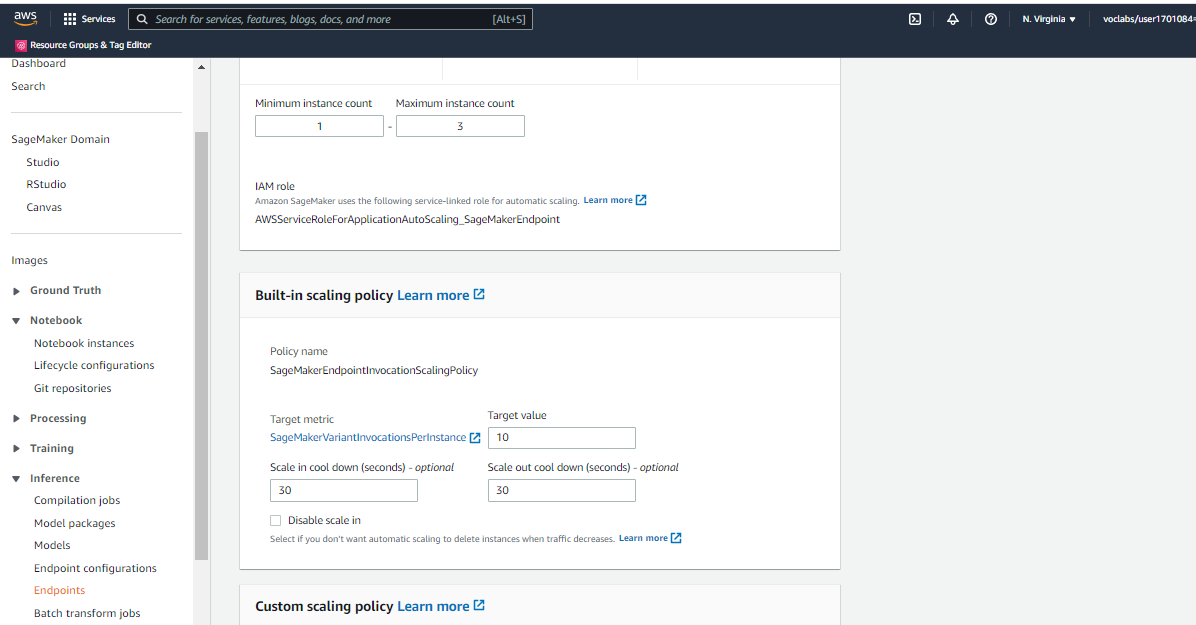 aws
Services
Search for services, features, blogs, docs, and more
[Alt+S]
N. Virginia
voclabs/user1701084
Resource Groups & Tag Editor
Dashboard
Search
SageMaker Domain
Studio
RStudio
Canvas
Images
Ground Truth
Notebook
Notebook instances
Lifecycle configurations
Git repositories
Processing
Training
Inference
Compilation jobs
Model packages
Models
Endpoint configurations
Endpoints
Batch transform jobs
Minimum instance count Maximum instance count
1 - 3
IAM role
Amazon SageMaker uses the following service-linked role for automatic scaling. Learn more
AWSServiceRoleForApplicationAutoScaling_SageMakerEndpoint
Built-in scaling policy Learn more
Policy name
SageMakerEndpointInvocationScalingPolicy
Target metric
SageMakerVariantInvocationsPerInstance
Target value
10
Scale in cool down (seconds) - optional
30
Scale out cool down (seconds) - optional
30
Disable scale in
Select if you don't want automatic scaling to delete instances when traffic decreases. Learn more
Custom scaling policy Learn more